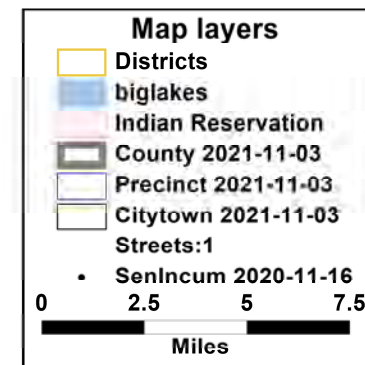 Map layers
Districts
biglakes
Indian Reservation
County 2021-11-03
Precinct 2021-11-03
Citytown 2021-11-03
Streets:1
SenIncum 2020-11-16
0 2.5 5 7.5
Miles